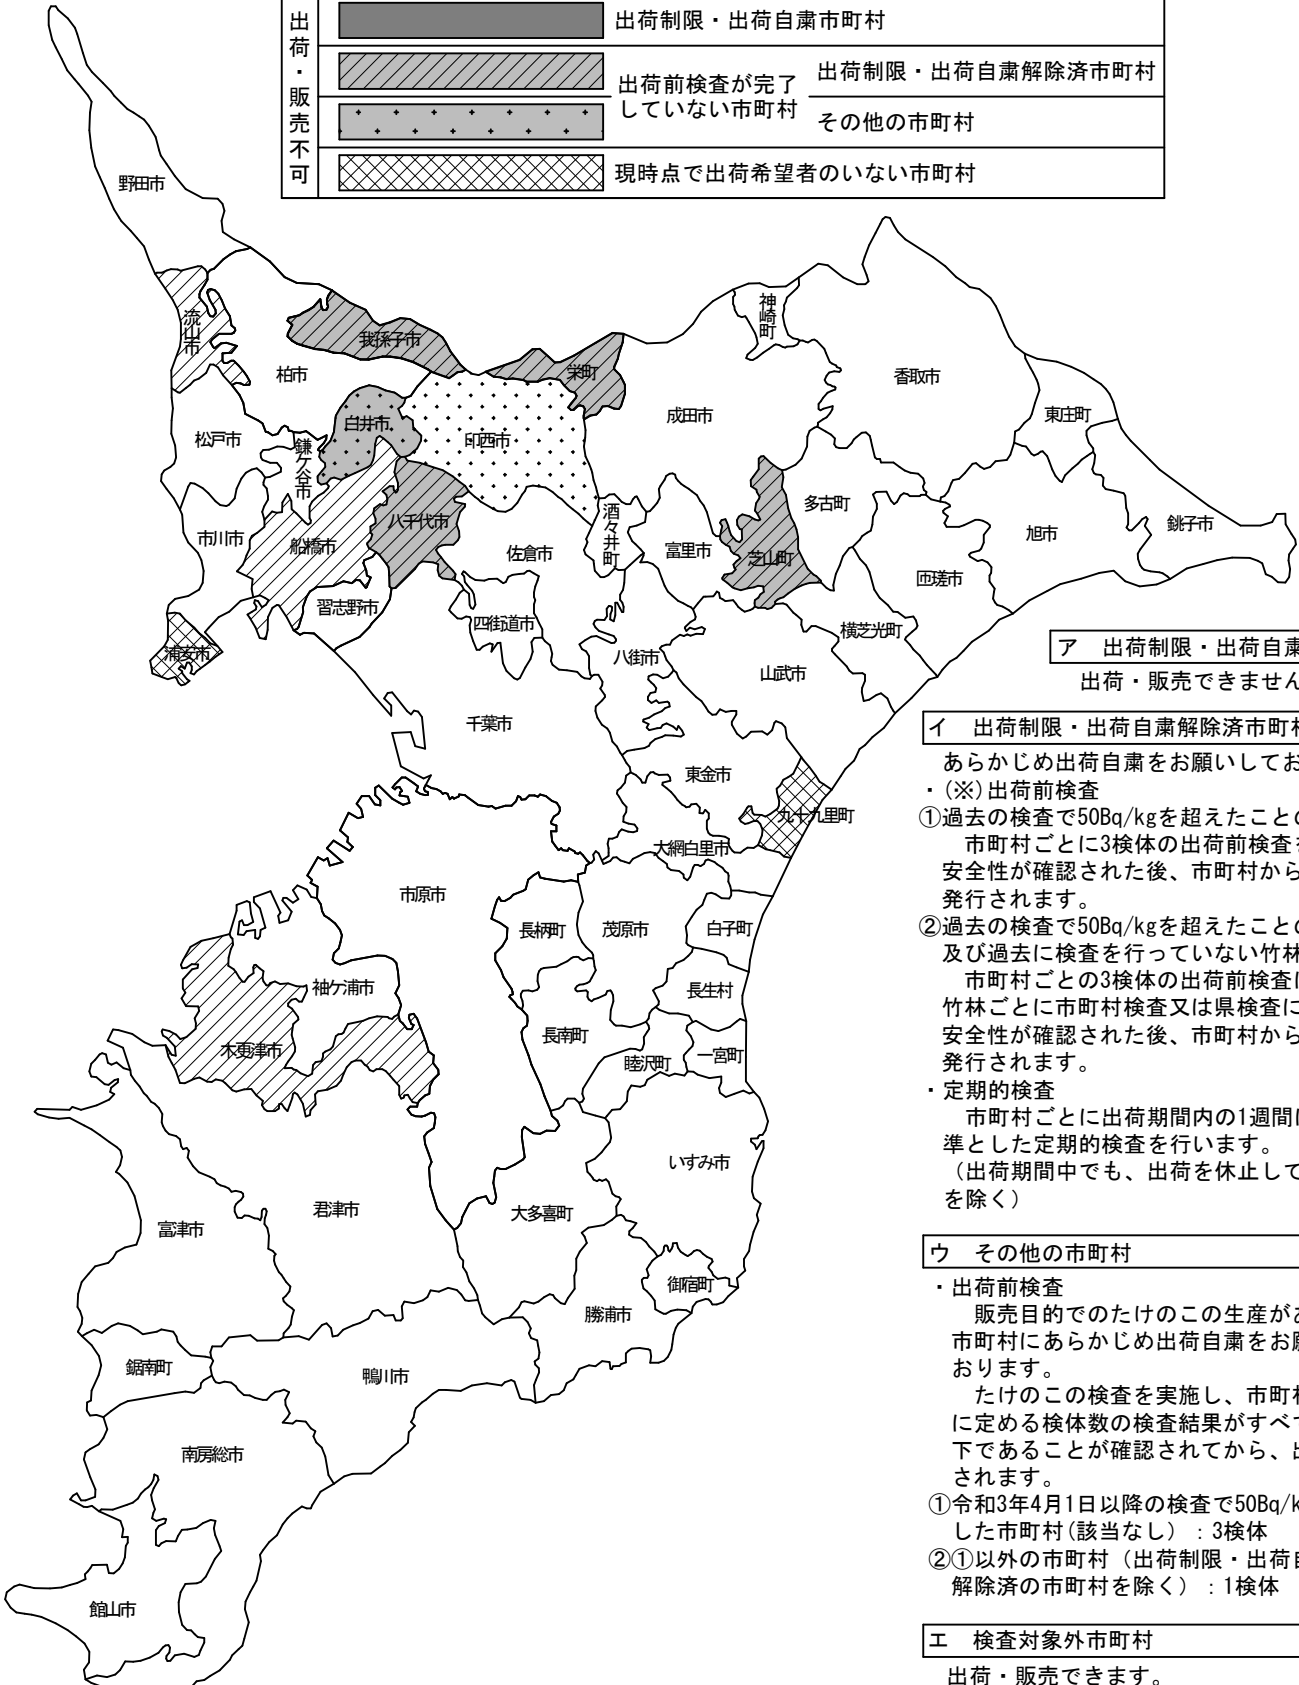 出荷・販売不可
出荷制限・出荷自粛市町村
出荷前検査が完了
していない市町村
出荷制限・出荷自粛解除済市町村
その他の市町村
現時点で出荷希望者のいない市町村
野田市
流山市
柏市
我孫子市
栄町
神崎町
香取市
東庄町
成田市
松戸市
鎌ケ谷市
白井市
印西市
多古町
銚子市
旭市
市川市
船橋市
八千代市
佐倉市
酒々井町
富里市
芝山町
匝瑳市
習志野市
四街道市
横芝光町
浦安市
八街市
山武市
千葉市
東金市
九十九里町
大網白里市
市原市
長柄町
茂原市
白子町
袖ケ浦市
長生村
木更津市
長南町
睦沢町
一宮町
いすみ市
君津市
大多喜町
富津市
御宿町
勝浦市
鋸南町
鴨川市
南房総市
館山市
ア　出荷制限・出荷自粛
出荷・販売できません
イ　出荷制限・出荷自粛解除済市町村
あらかじめ出荷自粛をお願いしてお
・(※)出荷前検査
①過去の検査で50Bq/kgを超えたことの
市町村ごとに3検体の出荷前検査を
安全性が確認された後、市町村から
発行されます。
②過去の検査で50Bq/kgを超えたことの
及び過去に検査を行っていない竹林
市町村ごとの3検体の出荷前検査に
竹林ごとに市町村検査又は県検査に
安全性が確認された後、市町村から
発行されます。
・定期的検査
市町村ごとに出荷期間内の1週間に
準とした定期的検査を行います。
（出荷期間中でも、出荷を休止して
を除く）
ウ　その他の市町村
・出荷前検査
販売目的でのたけのこの生産があ
市町村にあらかじめ出荷自粛をお願
おります。
たけのこの検査を実施し、市町村
に定める検体数の検査結果がすべて
下であることが確認されてから、出
されます。
①令和3年4月1日以降の検査で50Bq/k
した市町村(該当なし）：3検体
②①以外の市町村（出荷制限・出荷自
解除済の市町村を除く）：1検体
エ　検査対象外市町村
出荷・販売できます。